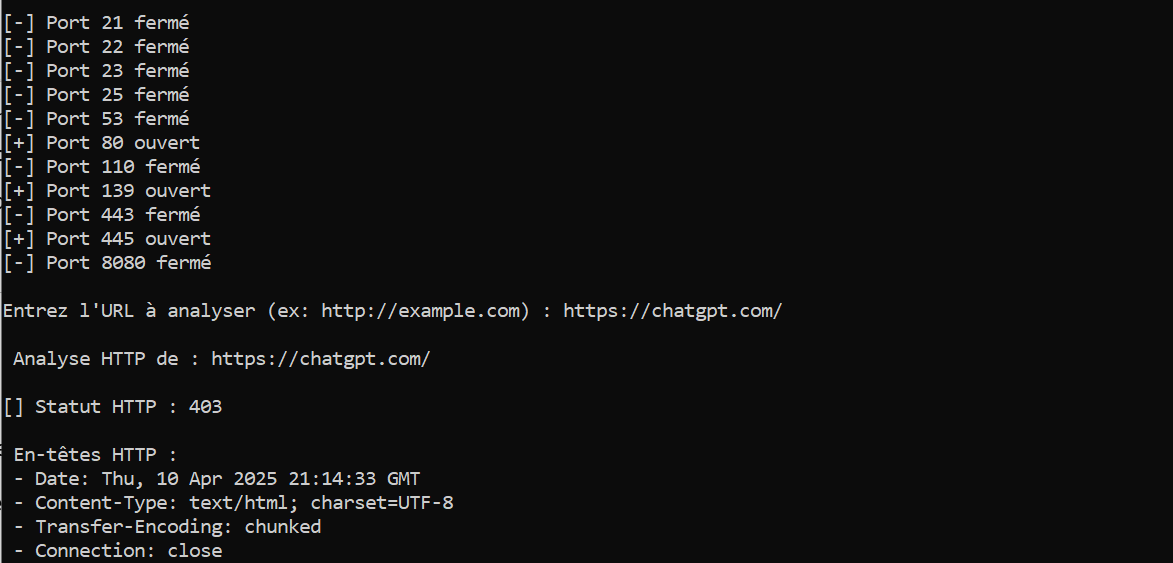 [-] Port 21 fermé
[-] Port 22 fermé
[-] Port 23 fermé
[-] Port 25 fermé
[-] Port 53 fermé
[+] Port 80 ouvert
[-] Port 110 fermé
[+] Port 139 ouvert
[-] Port 443 fermé
[+] Port 445 ouvert
[-] Port 8080 fermé
Entrez l'URL à analyser (ex: http://example.com) : https://chatgpt.com/
Analyse HTTP de : https://chatgpt.com/
[] Statut HTTP : 403
En-têtes HTTP :
- Date: Thu, 10 Apr 2025 21:14:33 GMT
- Content-Type: text/html; charset=UTF-8
- Transfer-Encoding: chunked
- Connection: close